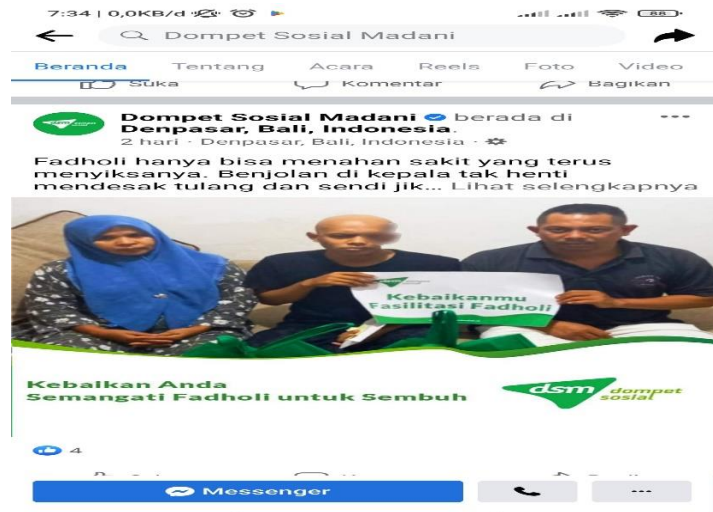 7:34 | 0,0KB/d
88
Dompet Sosial Madani
Beranda Tentang Acara Reels Foto Video
Suka Komentar Bagikan
dsm
Dompet Sosial Madani berada di
Denpasar, Bali, Indonesia.
2 hari · Denpasar, Bali, Indonesia ·
Fadholi hanya bisa menahan sakit yang terus
menyiksanya. Benjolan di kepala tak henti
mendesak tulang dan sendi jik... Lihat selengkapnya
Kebaikanmu
Fasilitasi Fadholi
Kebaikan Anda
Semangati Fadholi untuk Sembuh
dsm dompet
sosial
4
Messenger